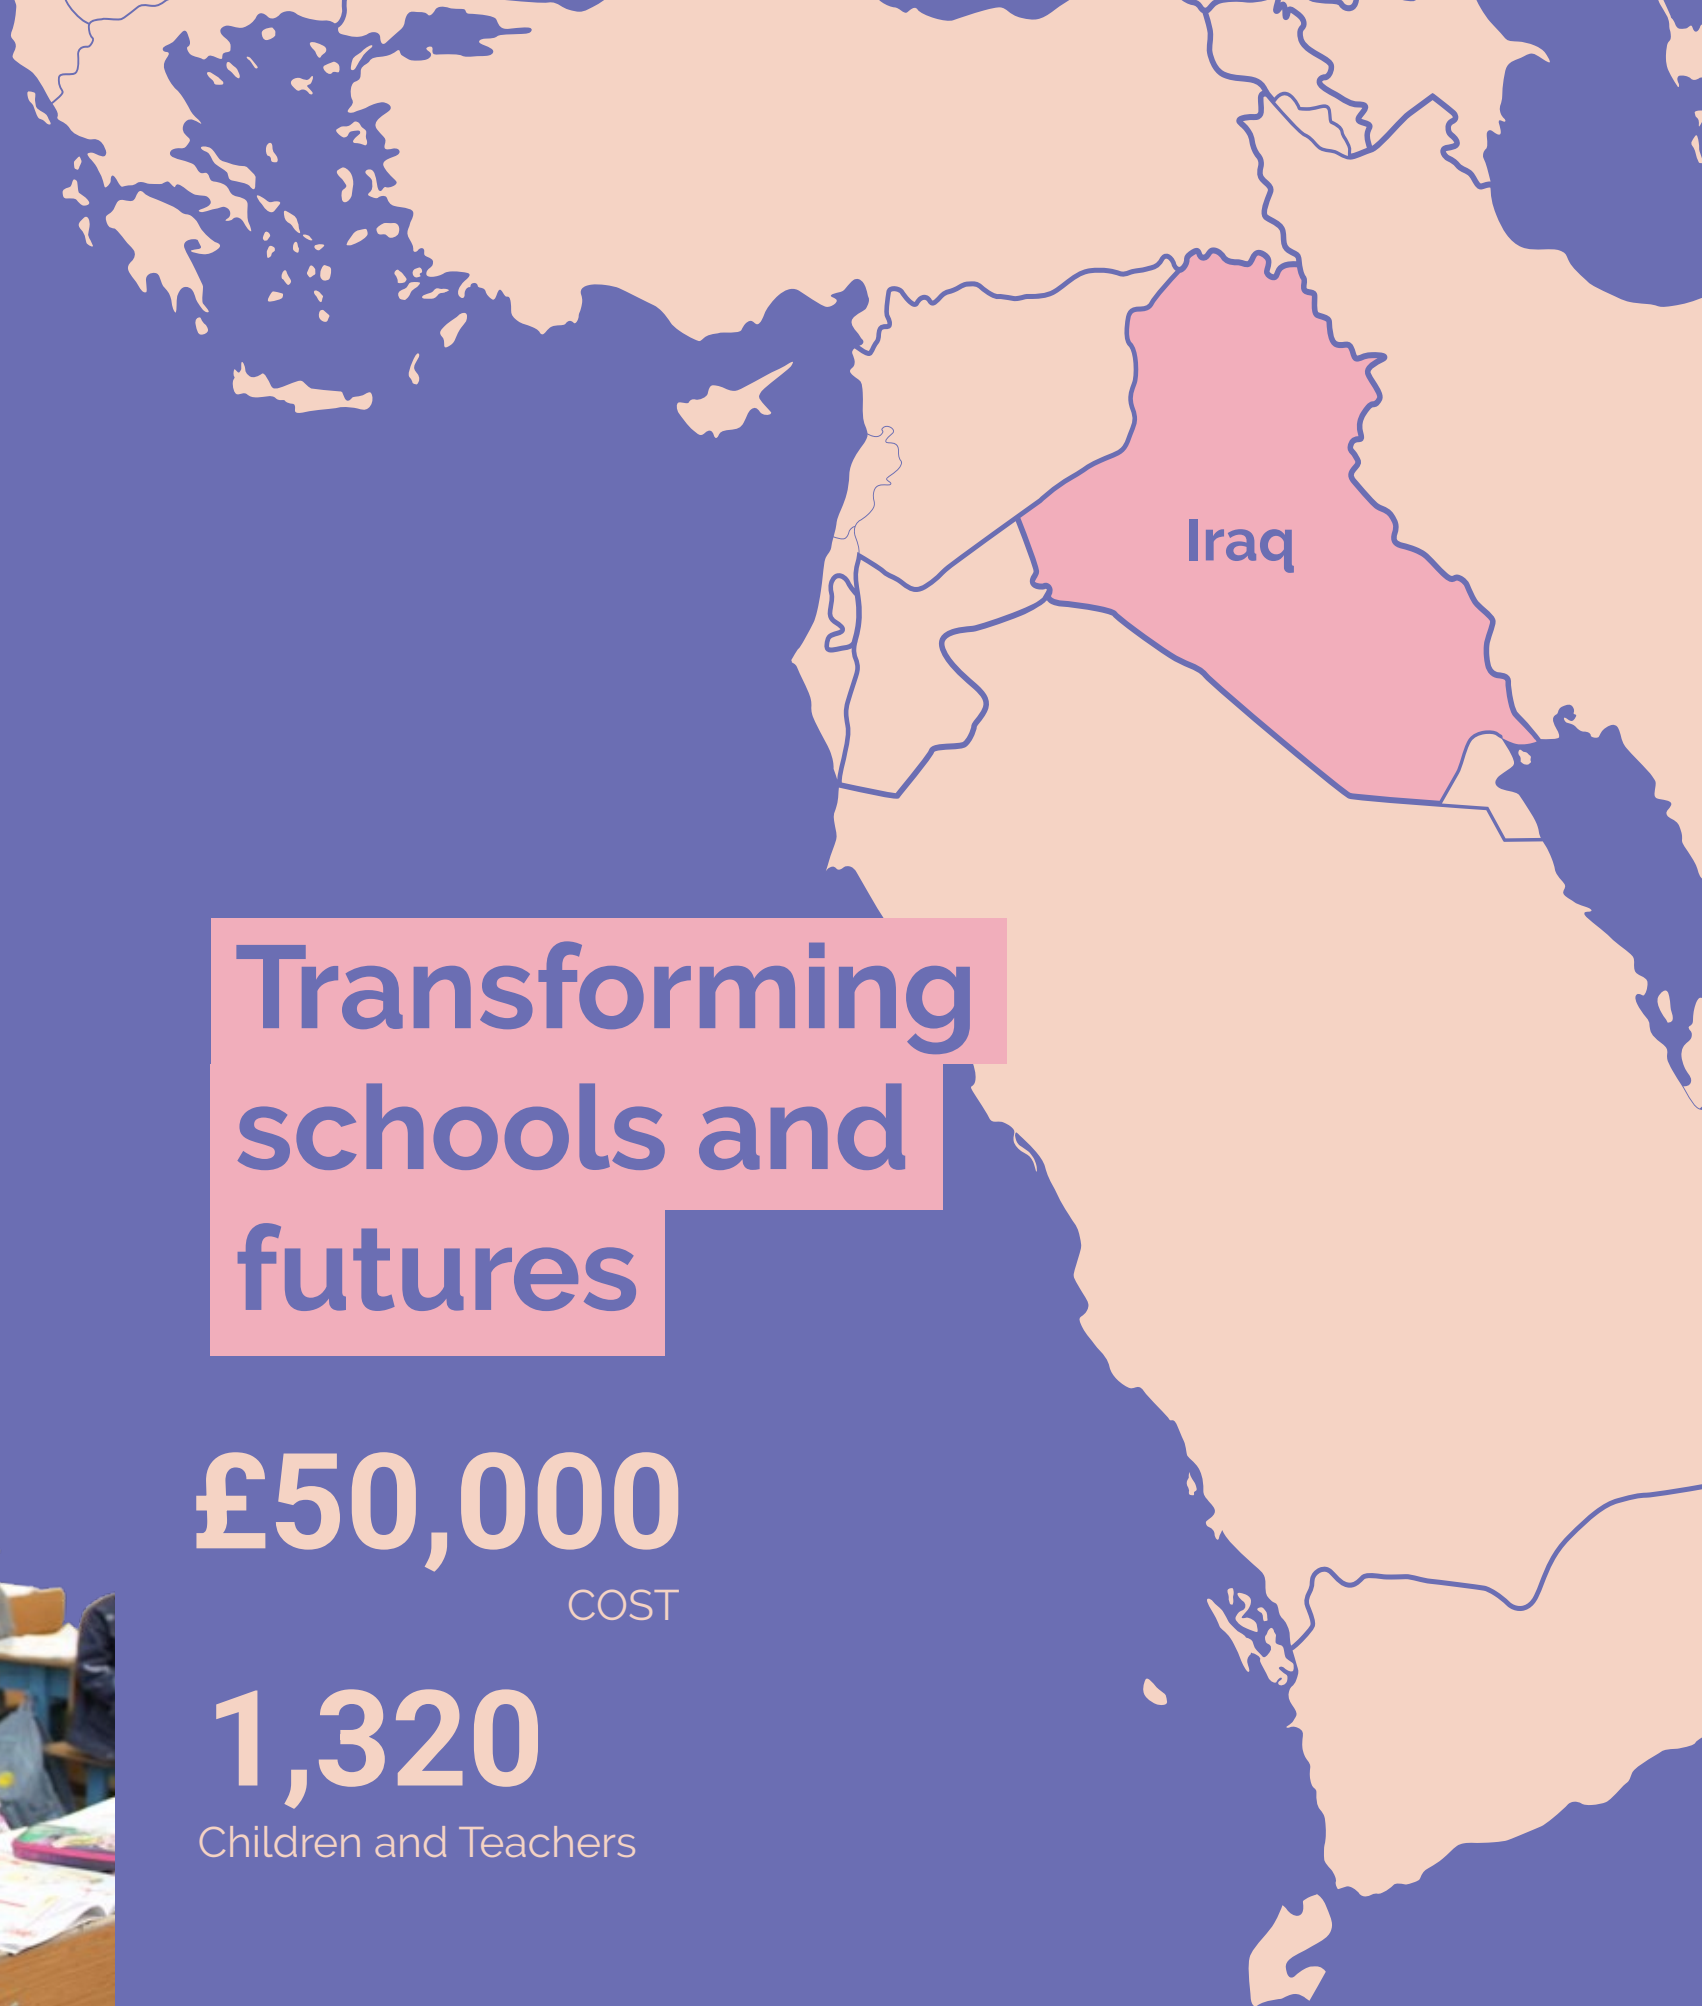 Iraq
Transforming
schools and
futures
£50,000
COST
1,320
Children and Teachers